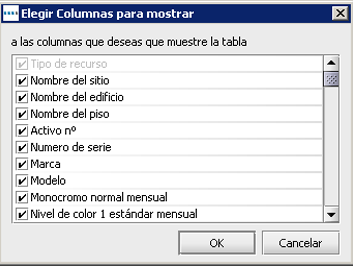 Elegir Columnas para mostrar
a las columnas que deseas que muestre la tabla
Tipo de recurso
Nombre del sitio
Nombre del edificio
Nombre del piso
Activo nº
Numero de serie
Marca
Modelo
Monocromo normal mensual
Nivel de color 1 estándar mensual
OK
Cancelar